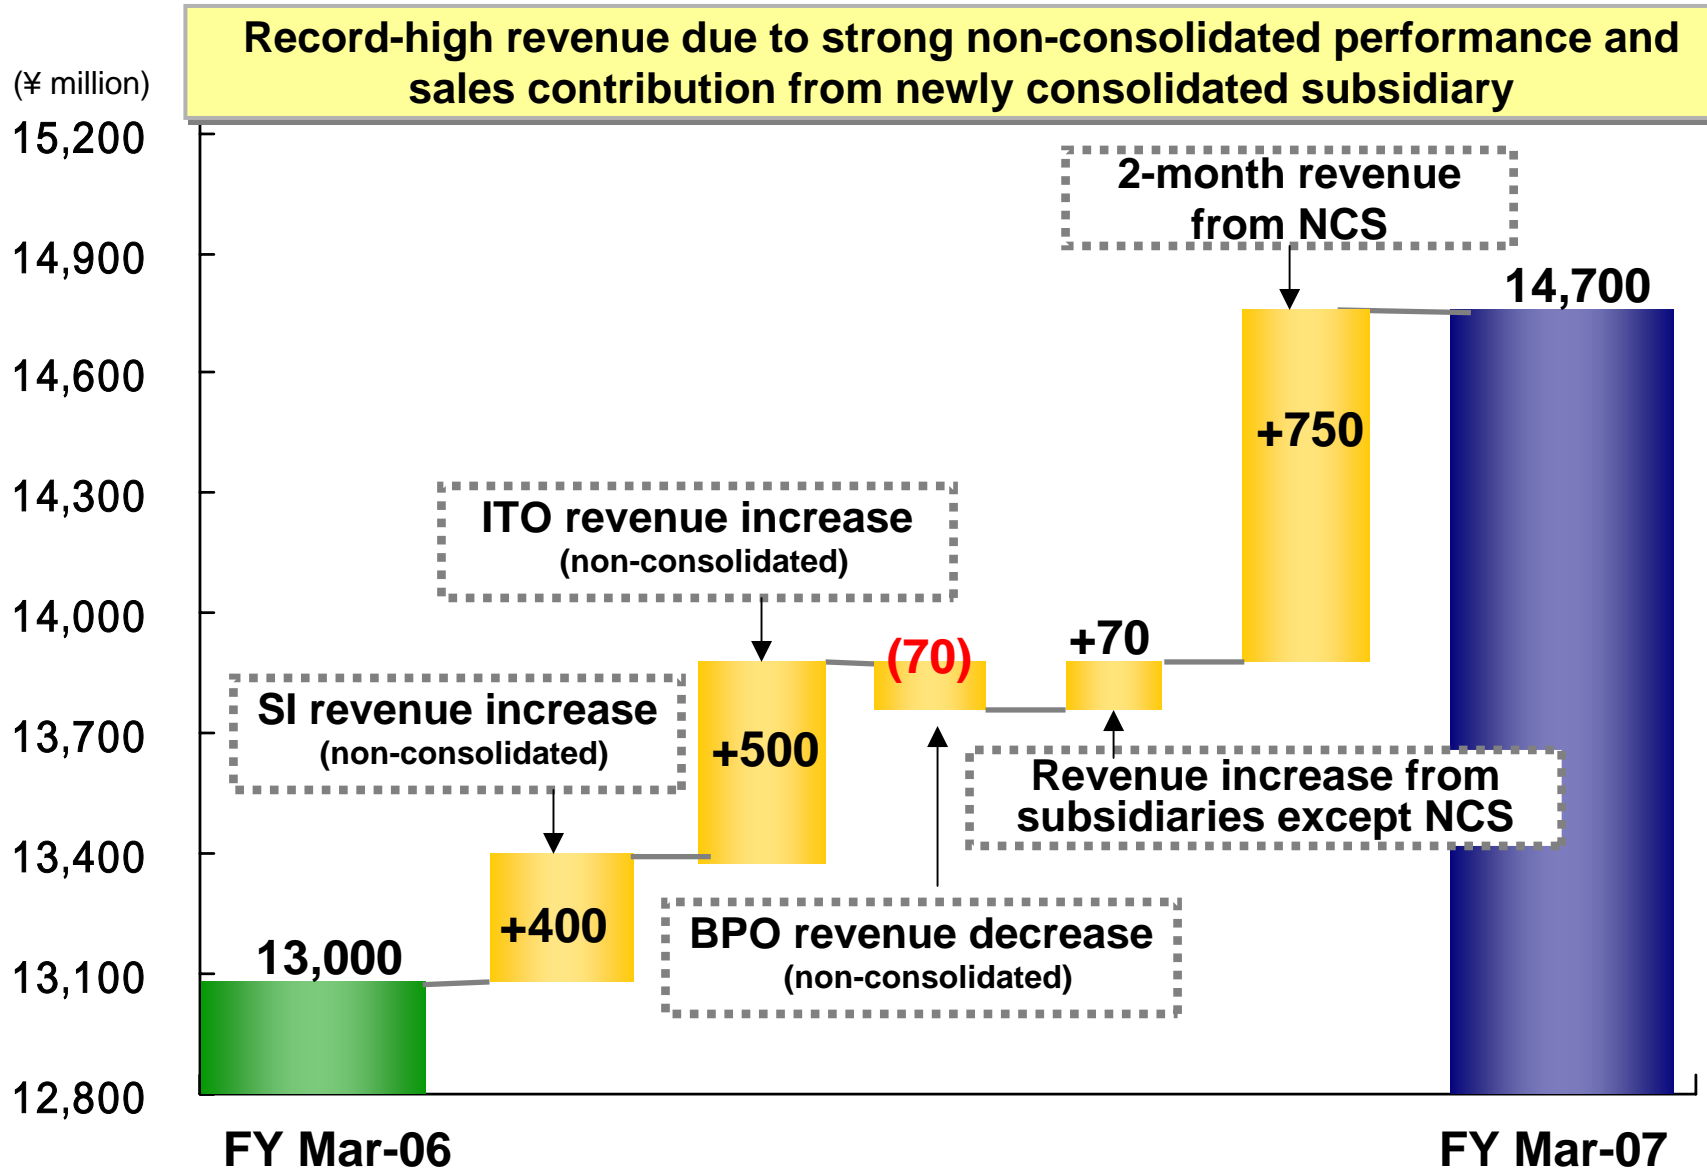 Record-high revenue due to strong non-consolidated performance and
sales contribution from newly consolidated subsidiary
(¥ million)
15,200
14,900
14,600
14,300
14,000
13,700
13,400
13,100
12,800
2-month revenue
from NCS
14,700
+750
ITO revenue increase
(non-consolidated)
(70)
+70
SI revenue increase
(non-consolidated)
+500
Revenue increase from
subsidiaries except NCS
+400
BPO revenue decrease
(non-consolidated)
13,000
FY Mar-06
FY Mar-07